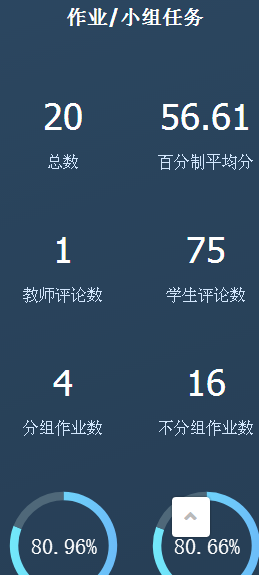 作业/小组任务
20 56.61
总数 百分制平均分
1 75
教师评论数 学生评论数
4 16
分组作业数 不分组作业数
80.96% 80.66%